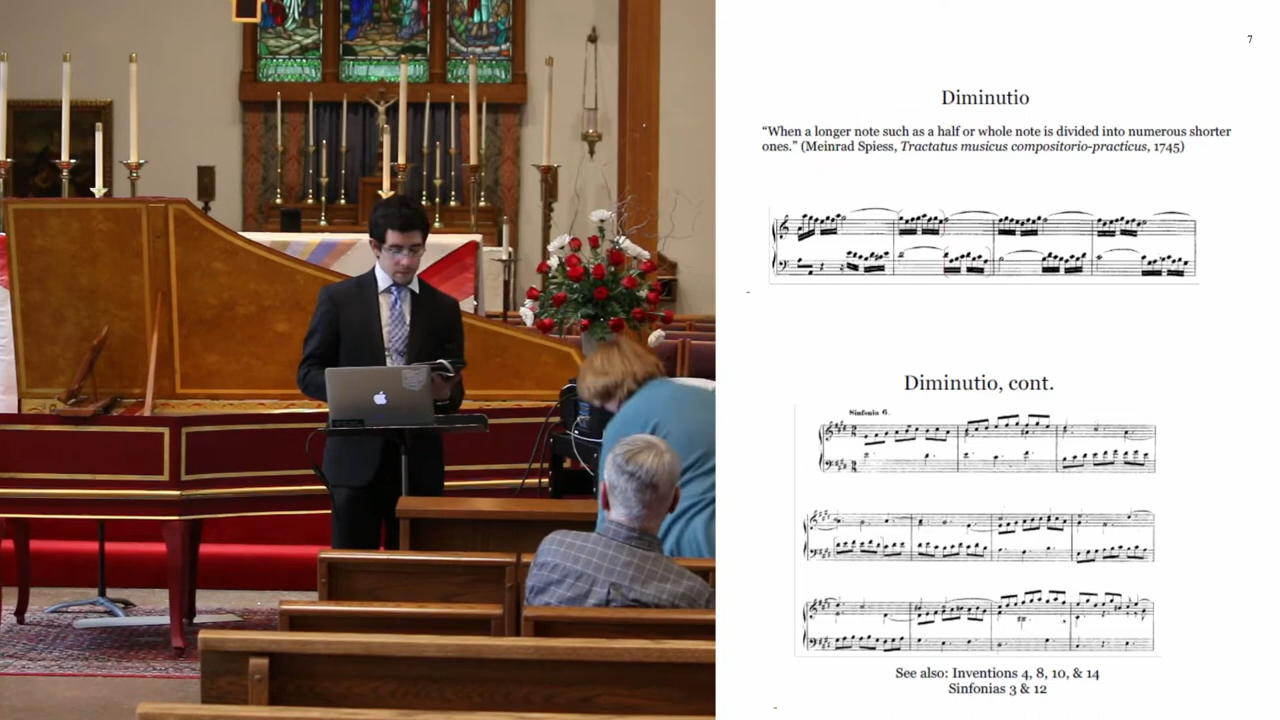 7
Diminutio
“When a longer note such as a half or whole note is divided into numerous shorter
ones.” (Meinrad Spiess, Tractatus musicus compositorio-practicus, 1745)
Diminutio, cont.
Sinfonia 6.
See also: Inventions 4, 8, 10, & 14
Sinfonias 3 & 12